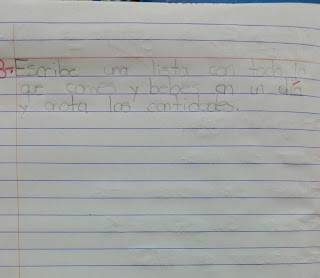 3.- Escribe una lista con todo lo
que comes y bebes en un día
y anota las cantidades.